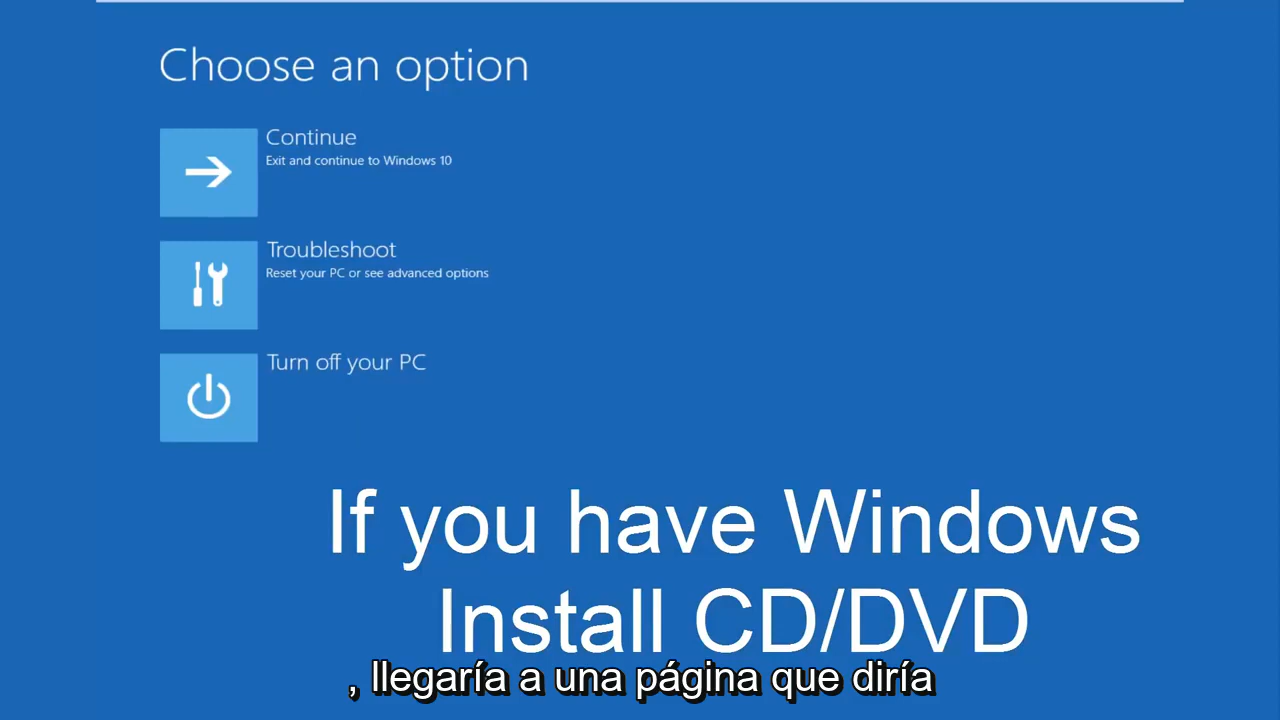 Choose an option
Continue
Exit and continue to Windows 10
Troubleshoot
Reset your PC or see advanced options
Turn off your PC
If you have Windows
Install CD/DVD
, llegaría a una página que diría